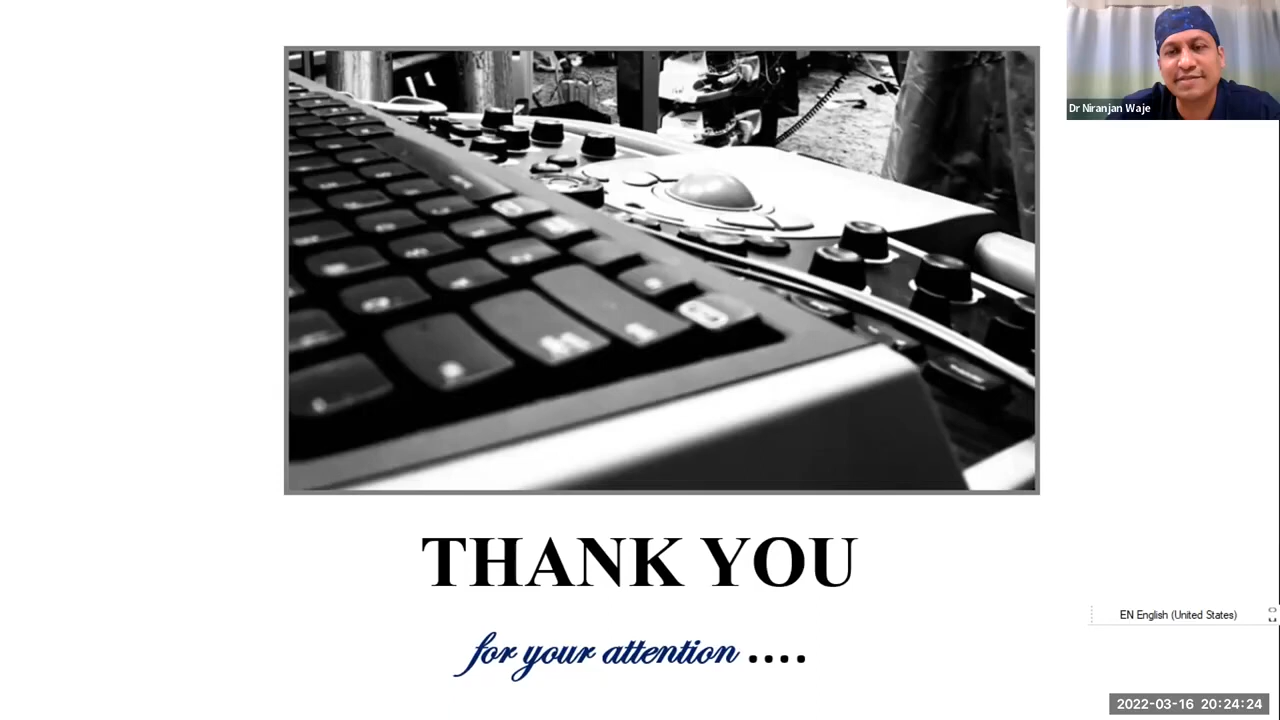 Dr Niranjan Waje
THANK YOU
for your attention ....
EN English (United States)
2022-03-16 20:24:24